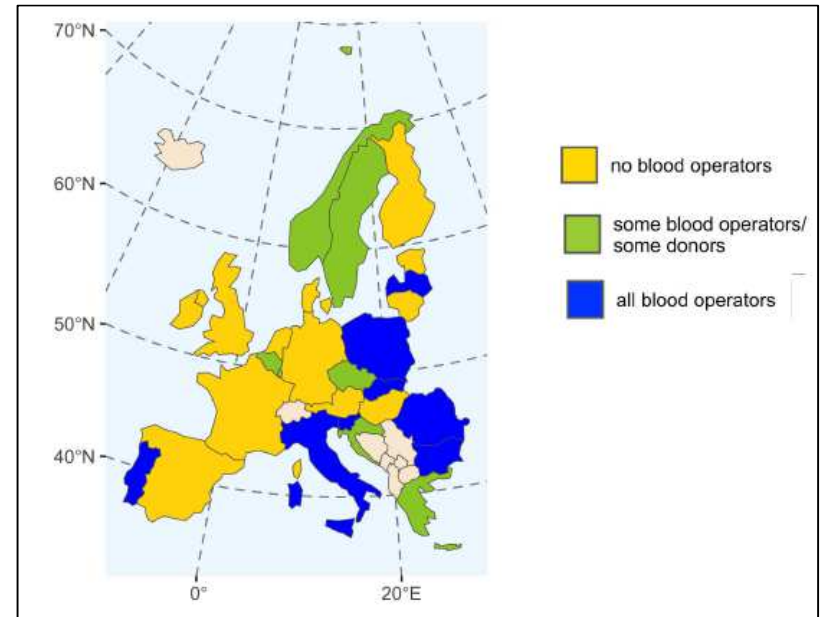 70°N
60°N
50°N
40°N
0°
20°E
no blood operators
some blood operators/
some donors
all blood operators